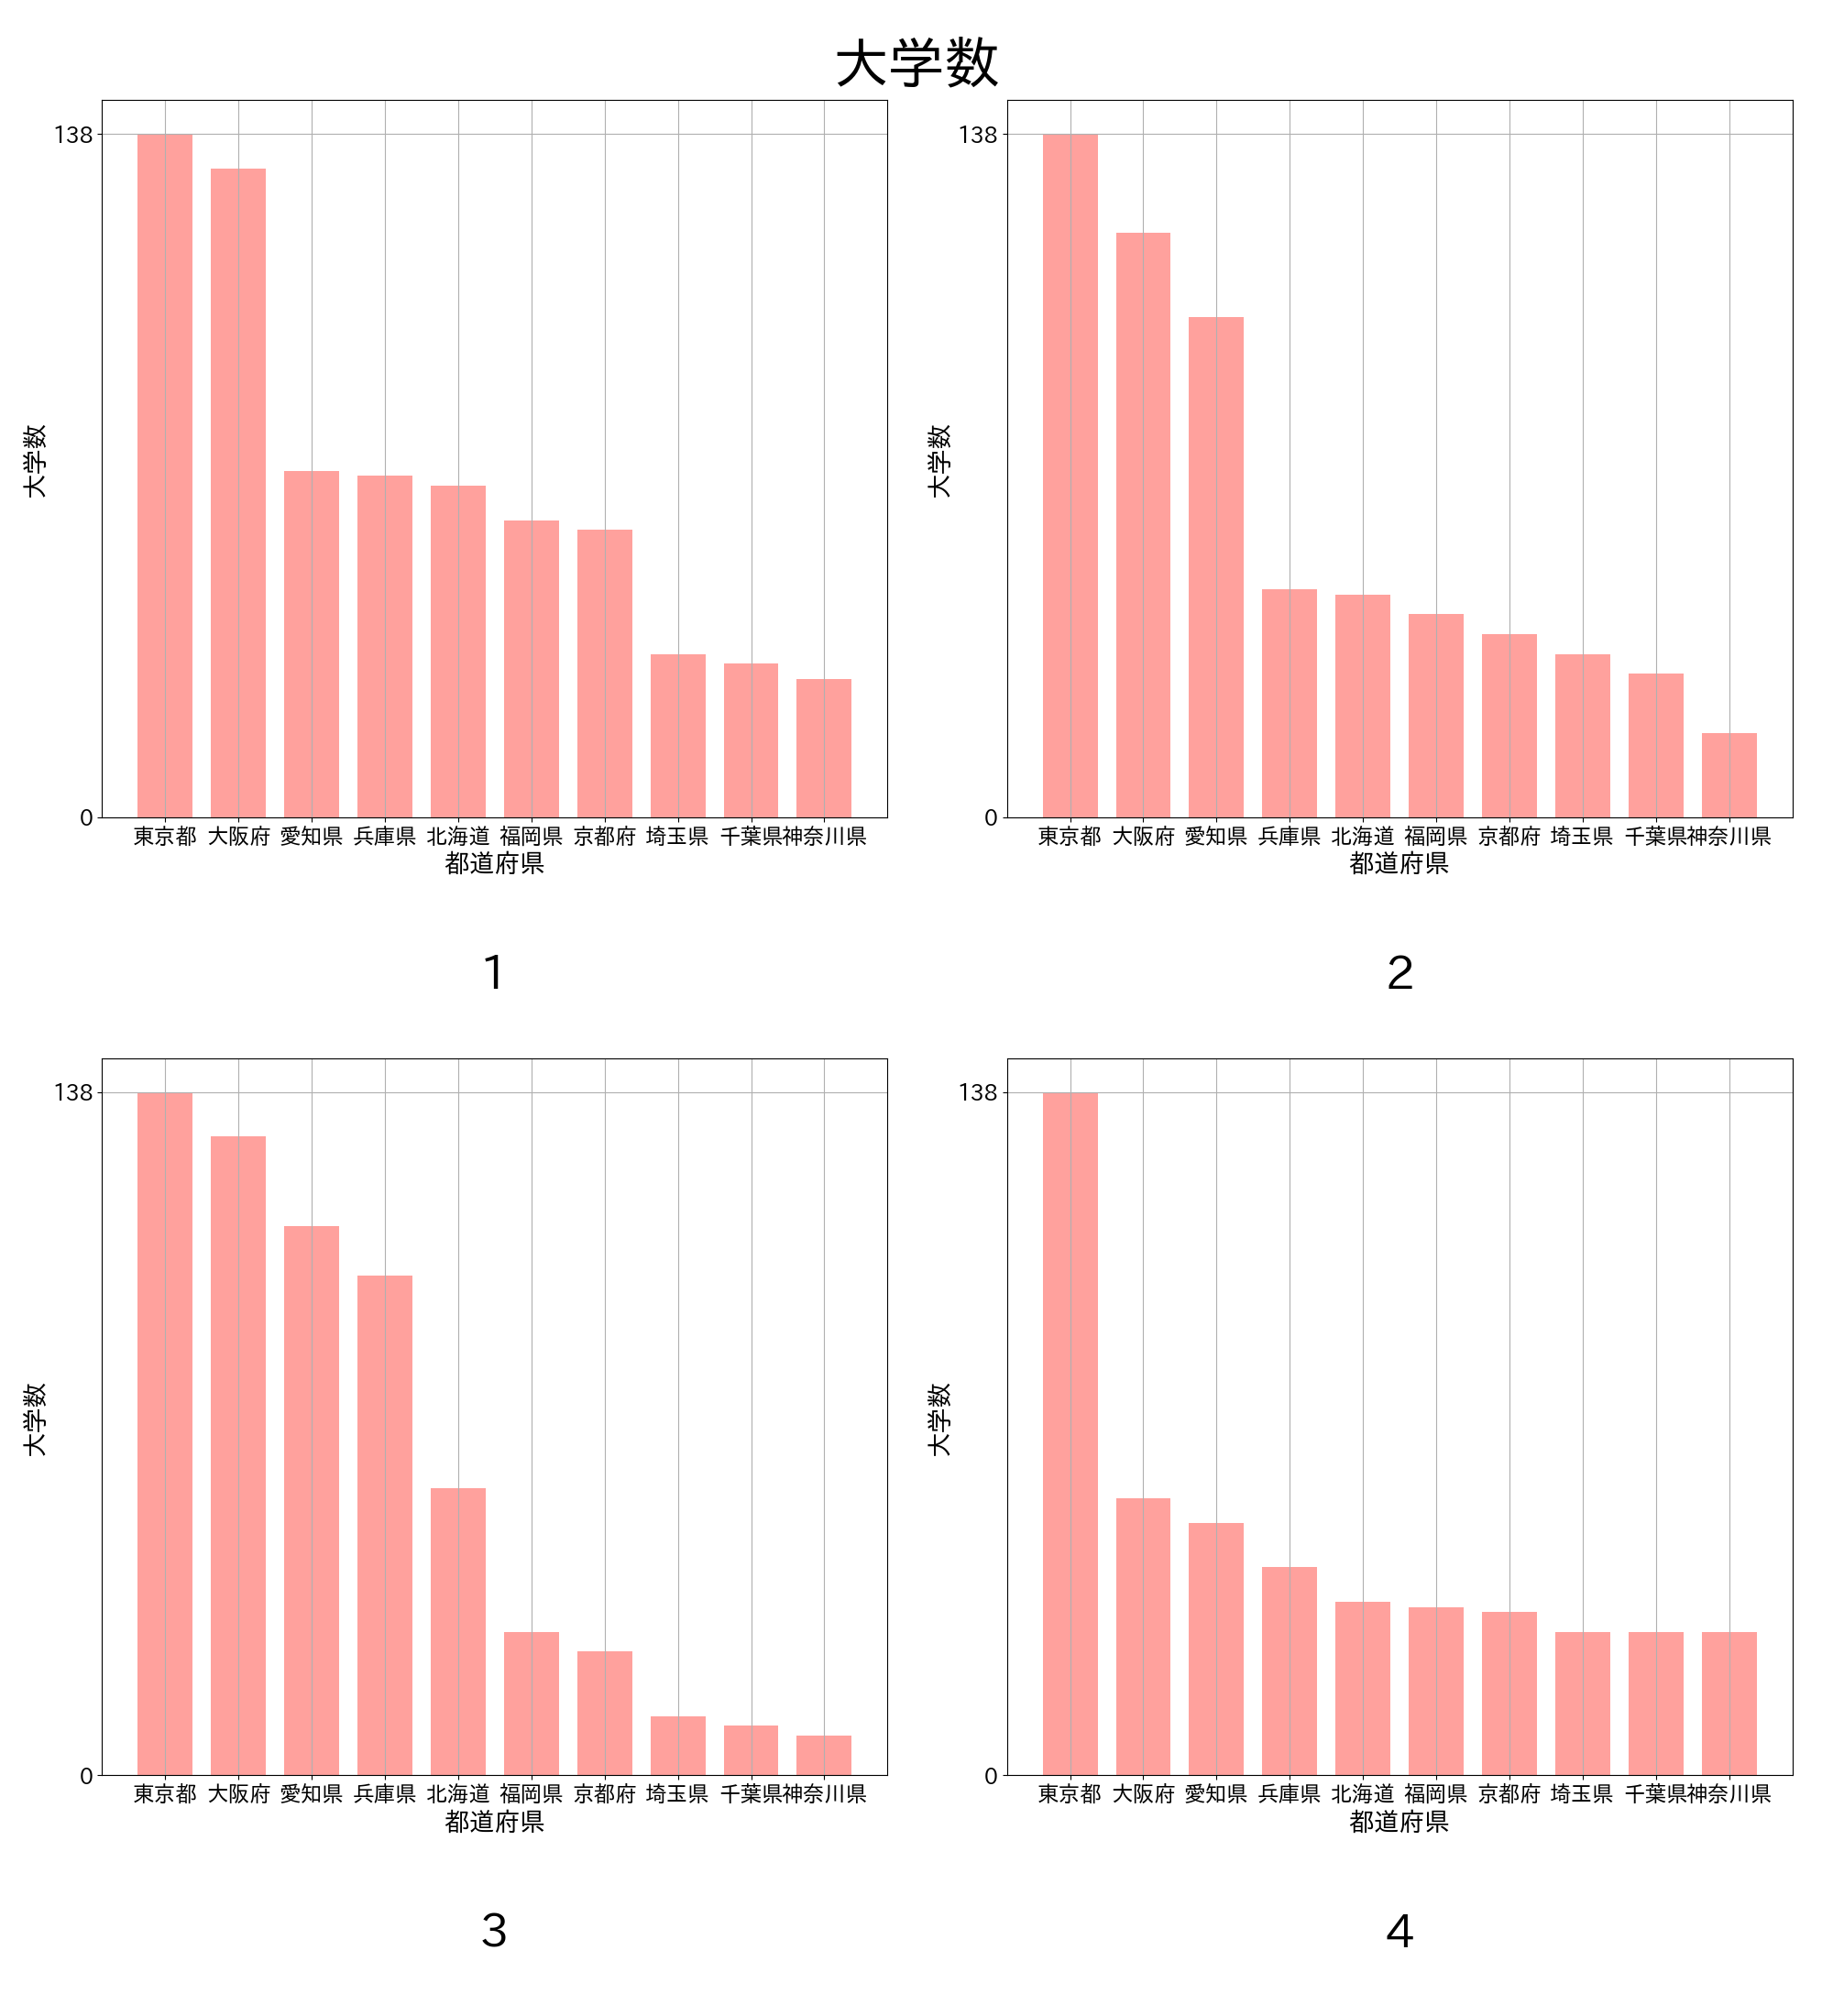 大学数
138
0
大学数
東京都 大阪府 愛知県 兵庫県 北海道 福岡県 京都府 埼玉県 千葉県 神奈川県
都道府県
1
138
0
大学数
東京都 大阪府 愛知県 兵庫県 北海道 福岡県 京都府 埼玉県 千葉県 神奈川県
都道府県
2
138
0
大学数
東京都 大阪府 愛知県 兵庫県 北海道 福岡県 京都府 埼玉県 千葉県 神奈川県
都道府県
3
138
0
大学数
東京都 大阪府 愛知県 兵庫県 北海道 福岡県 京都府 埼玉県 千葉県 神奈川県
都道府県
4